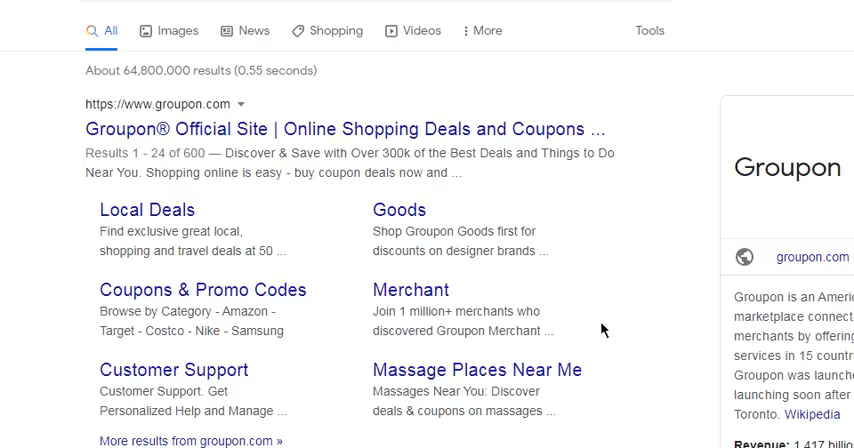 All Images News Shopping Videos More Tools
About 64,800,000 results (0.55 seconds)
https://www.groupon.com
Groupon® Official Site | Online Shopping Deals and Coupons ...
Results 1 - 24 of 600 — Discover & Save with Over 300k of the Best Deals and Things to Do
Near You. Shopping online is easy - buy coupon deals now and ...
Local Deals
Find exclusive great local,
shopping and travel deals at 50 ...
Goods
Shop Groupon Goods first for
discounts on designer brands ...
Coupons & Promo Codes
Browse by Category - Amazon -
Target - Costco - Nike - Samsung
Merchant
Join 1 million+ merchants who
discovered Groupon Merchant ...
Customer Support
Customer Support. Get
Personalized Help and Manage ...
Massage Places Near Me
Massages Near You: Discover
deals & coupons on massages ...
More results from groupon.com »
Groupon
groupon.com
Groupon is an Americ
marketplace connect
merchants by offering
services in 15 countr
Groupon was launche
launching soon after
Toronto. Wikipedia
Revenue: 1.417 billio